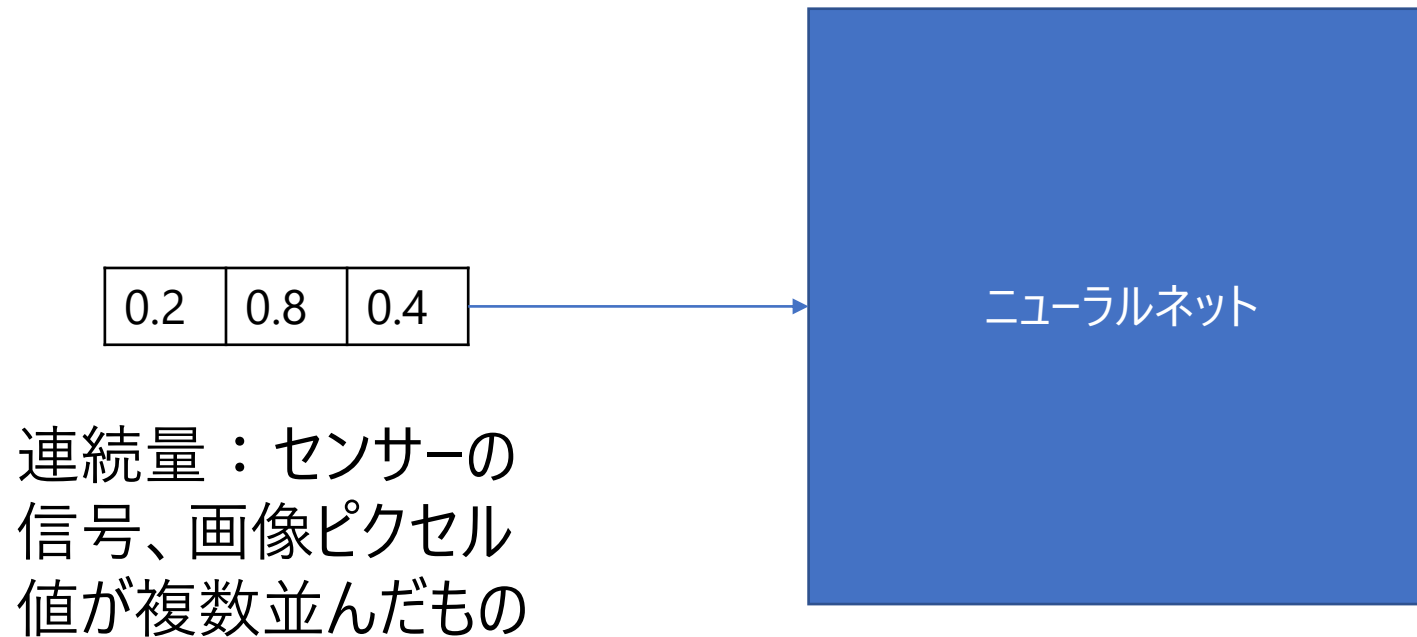 0.2 0.8 0.4
ニューラルネット
連続量：センサーの
信号、画像ピクセル
値が複数並んだもの